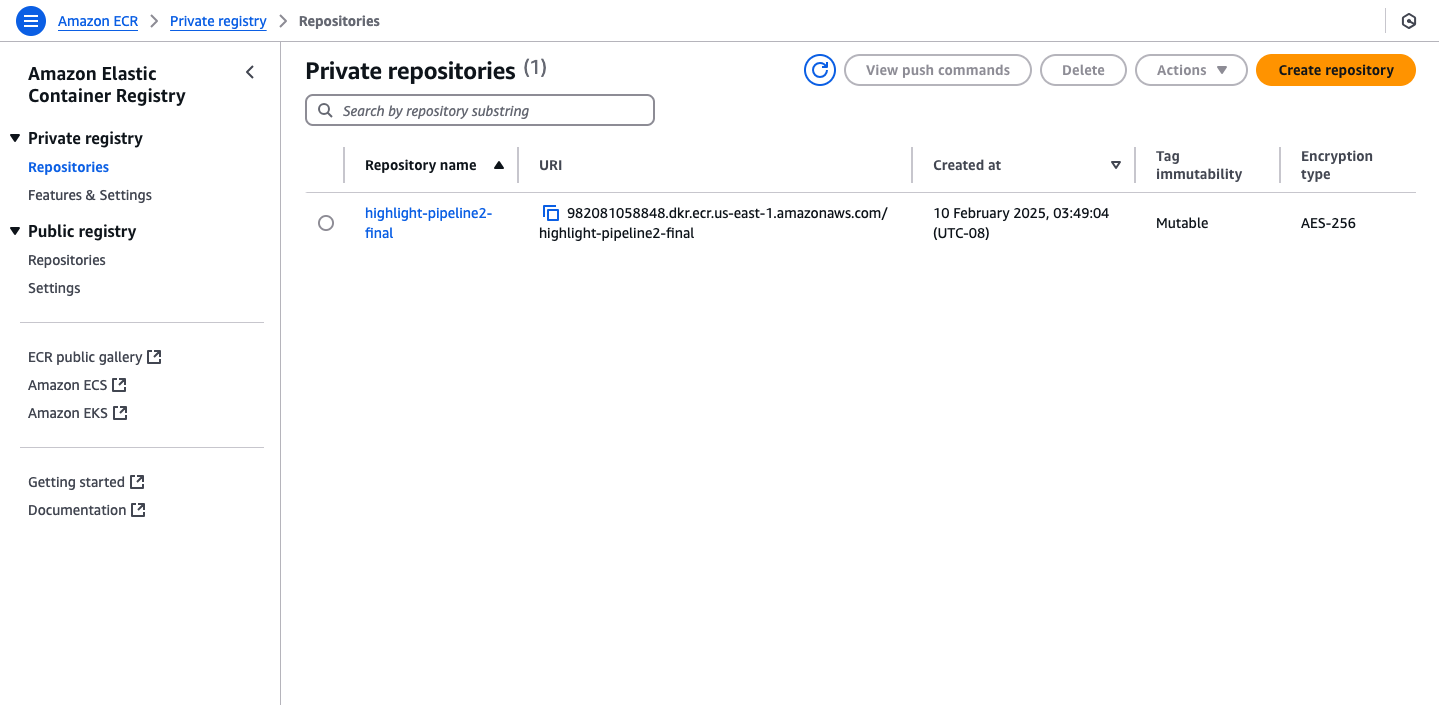 Amazon ECR
Private registry
Repositories
Amazon Elastic
Container Registry
Private registry
Repositories
Features & Settings
Public registry
Repositories
Settings
ECR public gallery
Amazon ECS
Amazon EKS
Getting started
Documentation
Private repositories (1)
View push commands
Delete
Actions
Create repository
Search by repository substring
Repository name
URI
Created at
Tag
immutability
Encryption
type
highlight-pipeline2-
final
982081058848.dkr.ecr.us-east-1.amazonaws.com/
highlight-pipeline2-final
10 February 2025, 03:49:04
(UTC-08)
Mutable
AES-256